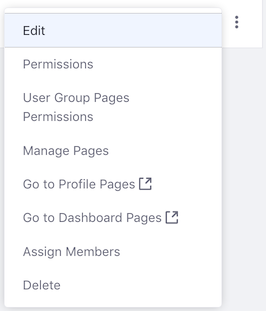 Edit
Permissions
User Group Pages
Permissions
Manage Pages
Go to Profile Pages
Go to Dashboard Pages
Assign Members
Delete